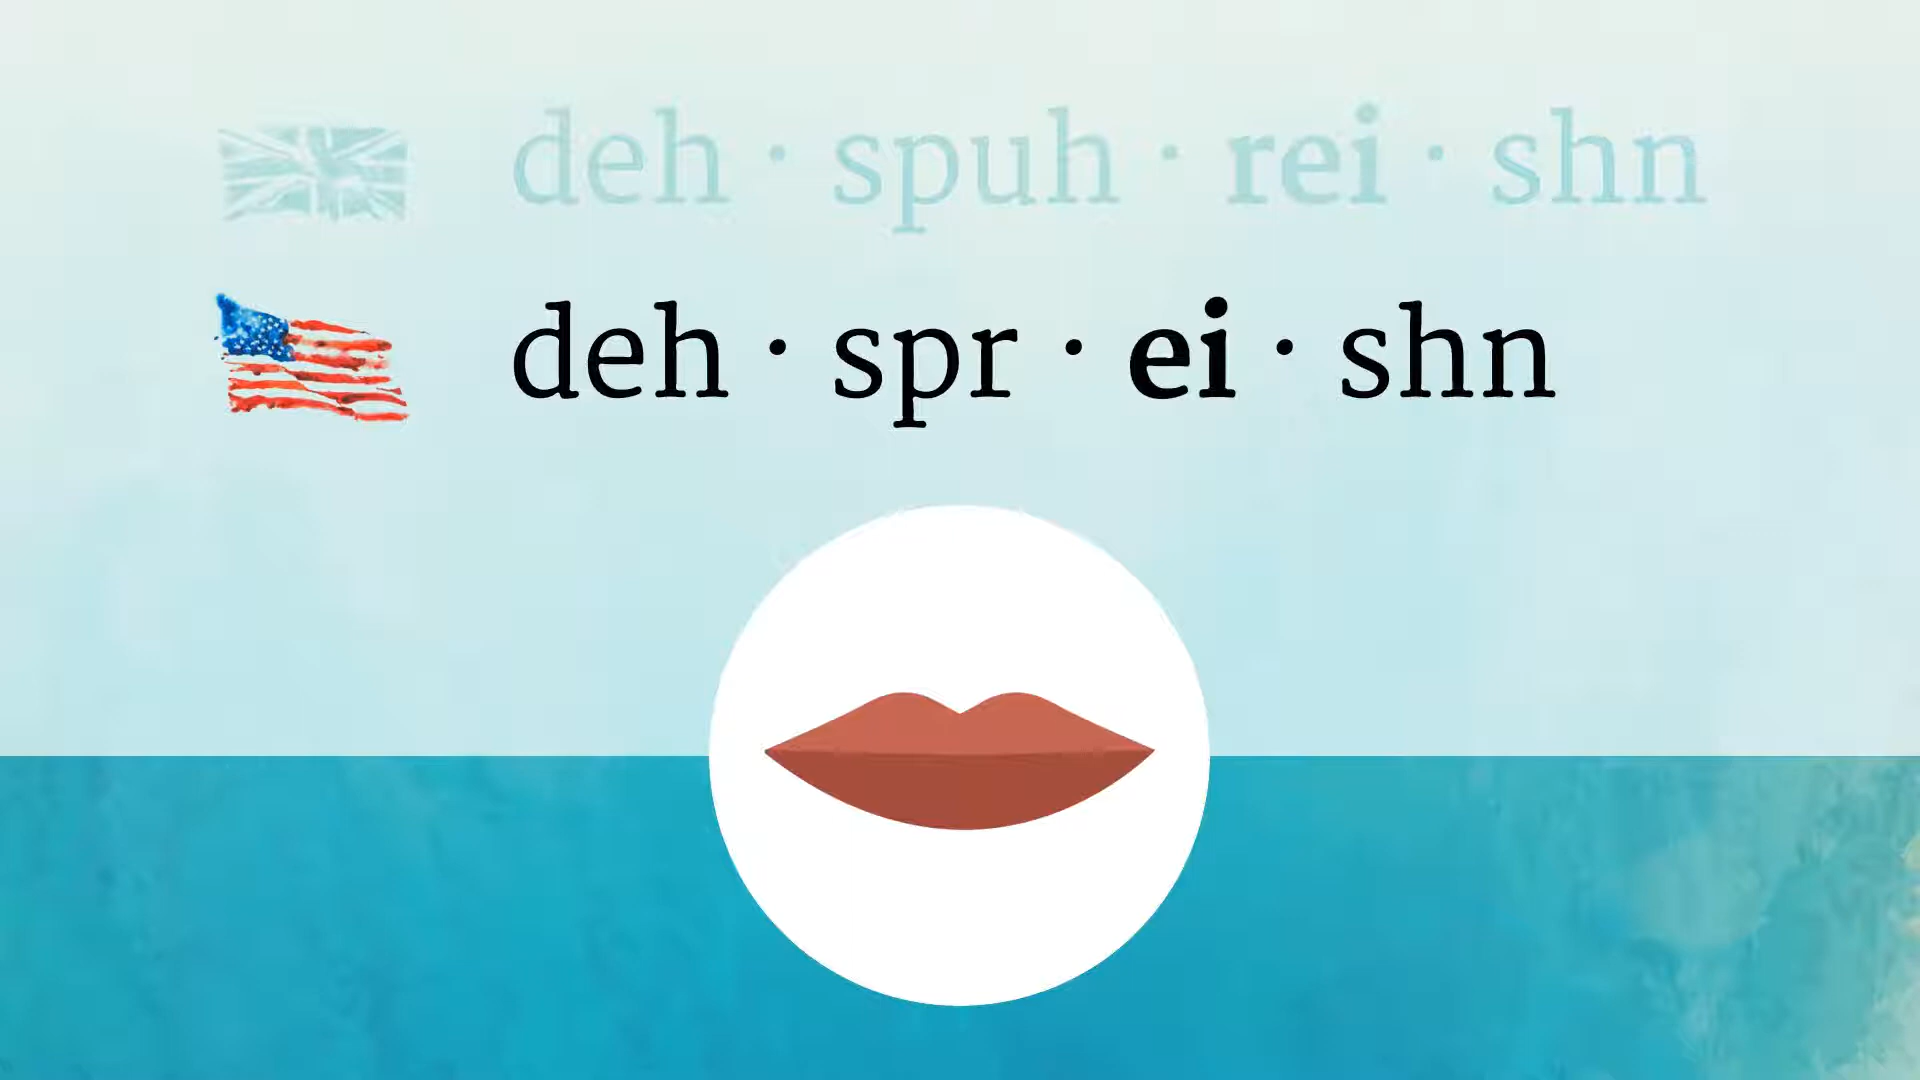 deh · spuh · rei · shn
deh · spr · ei · shn